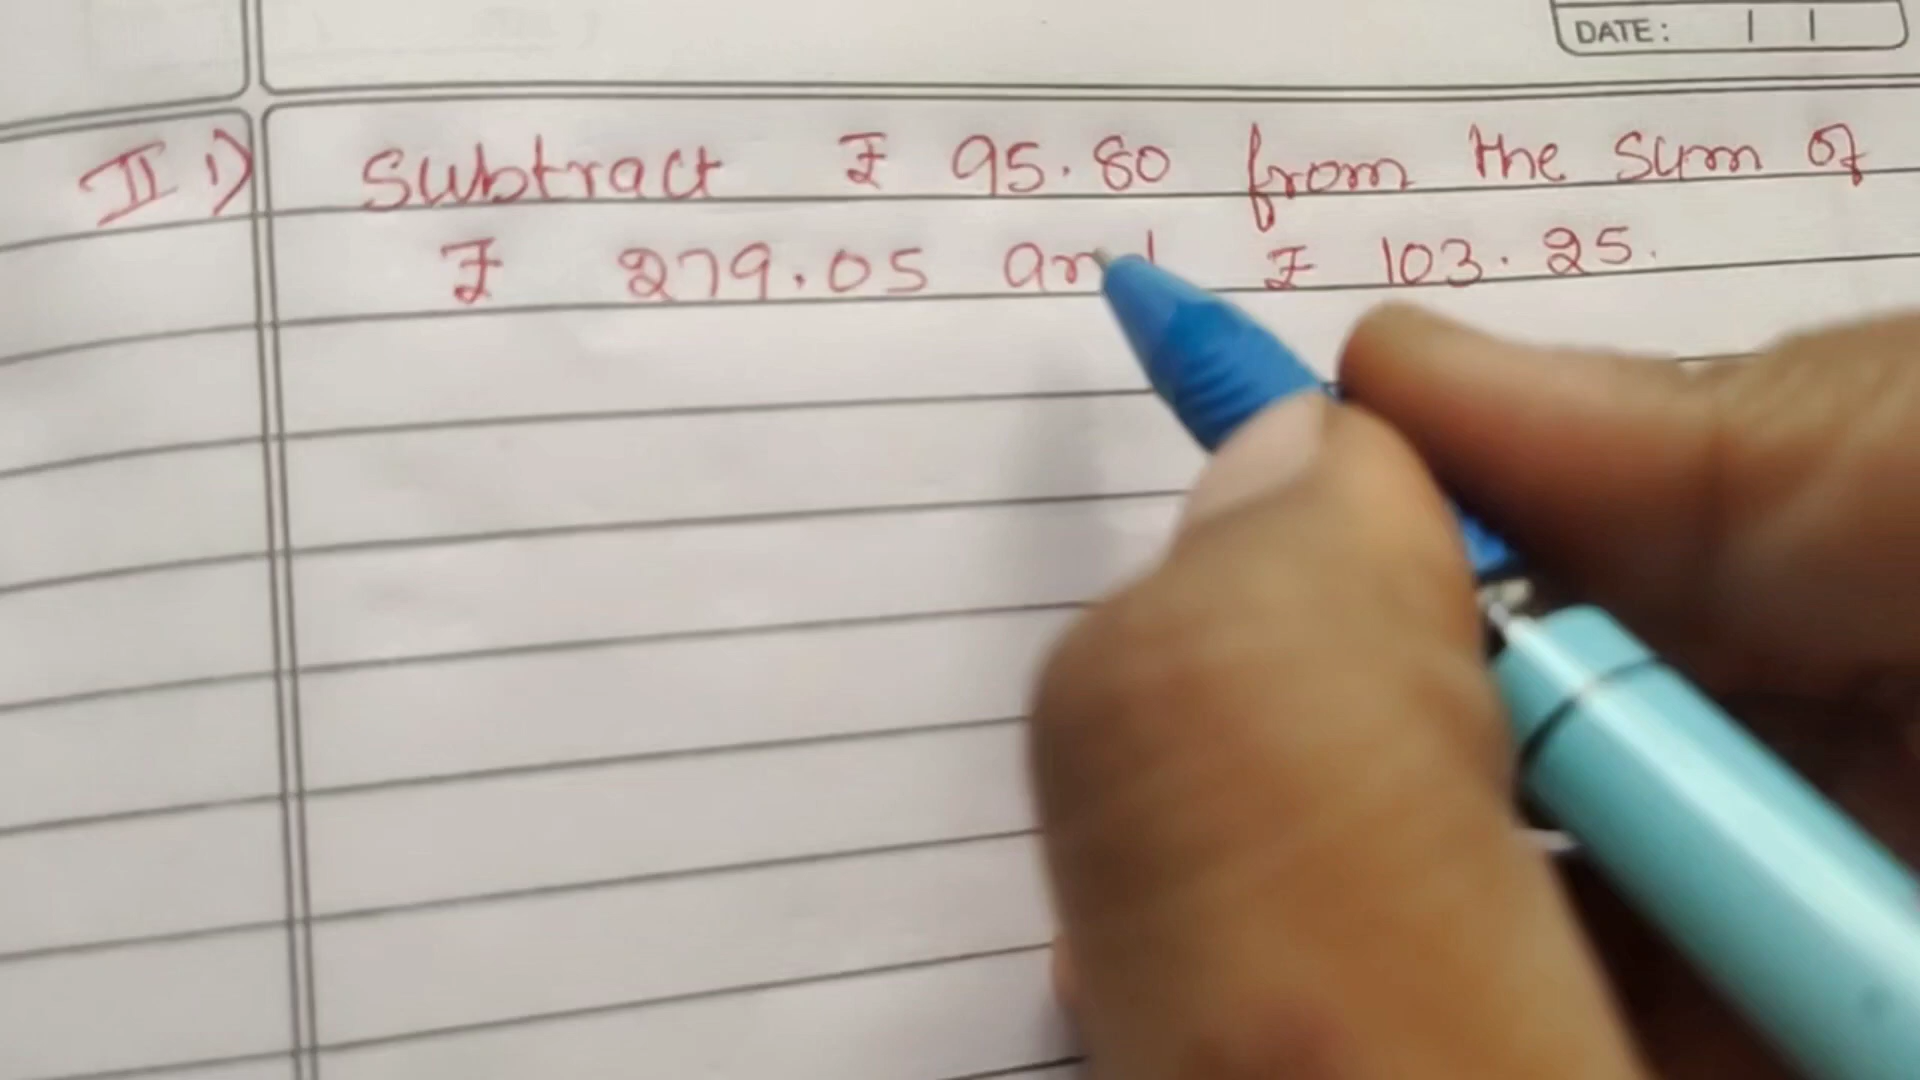 DATE: | |
II 1) Subtract ₹ 95.80 from the sum of
₹ 279.05 and ₹ 103.25.